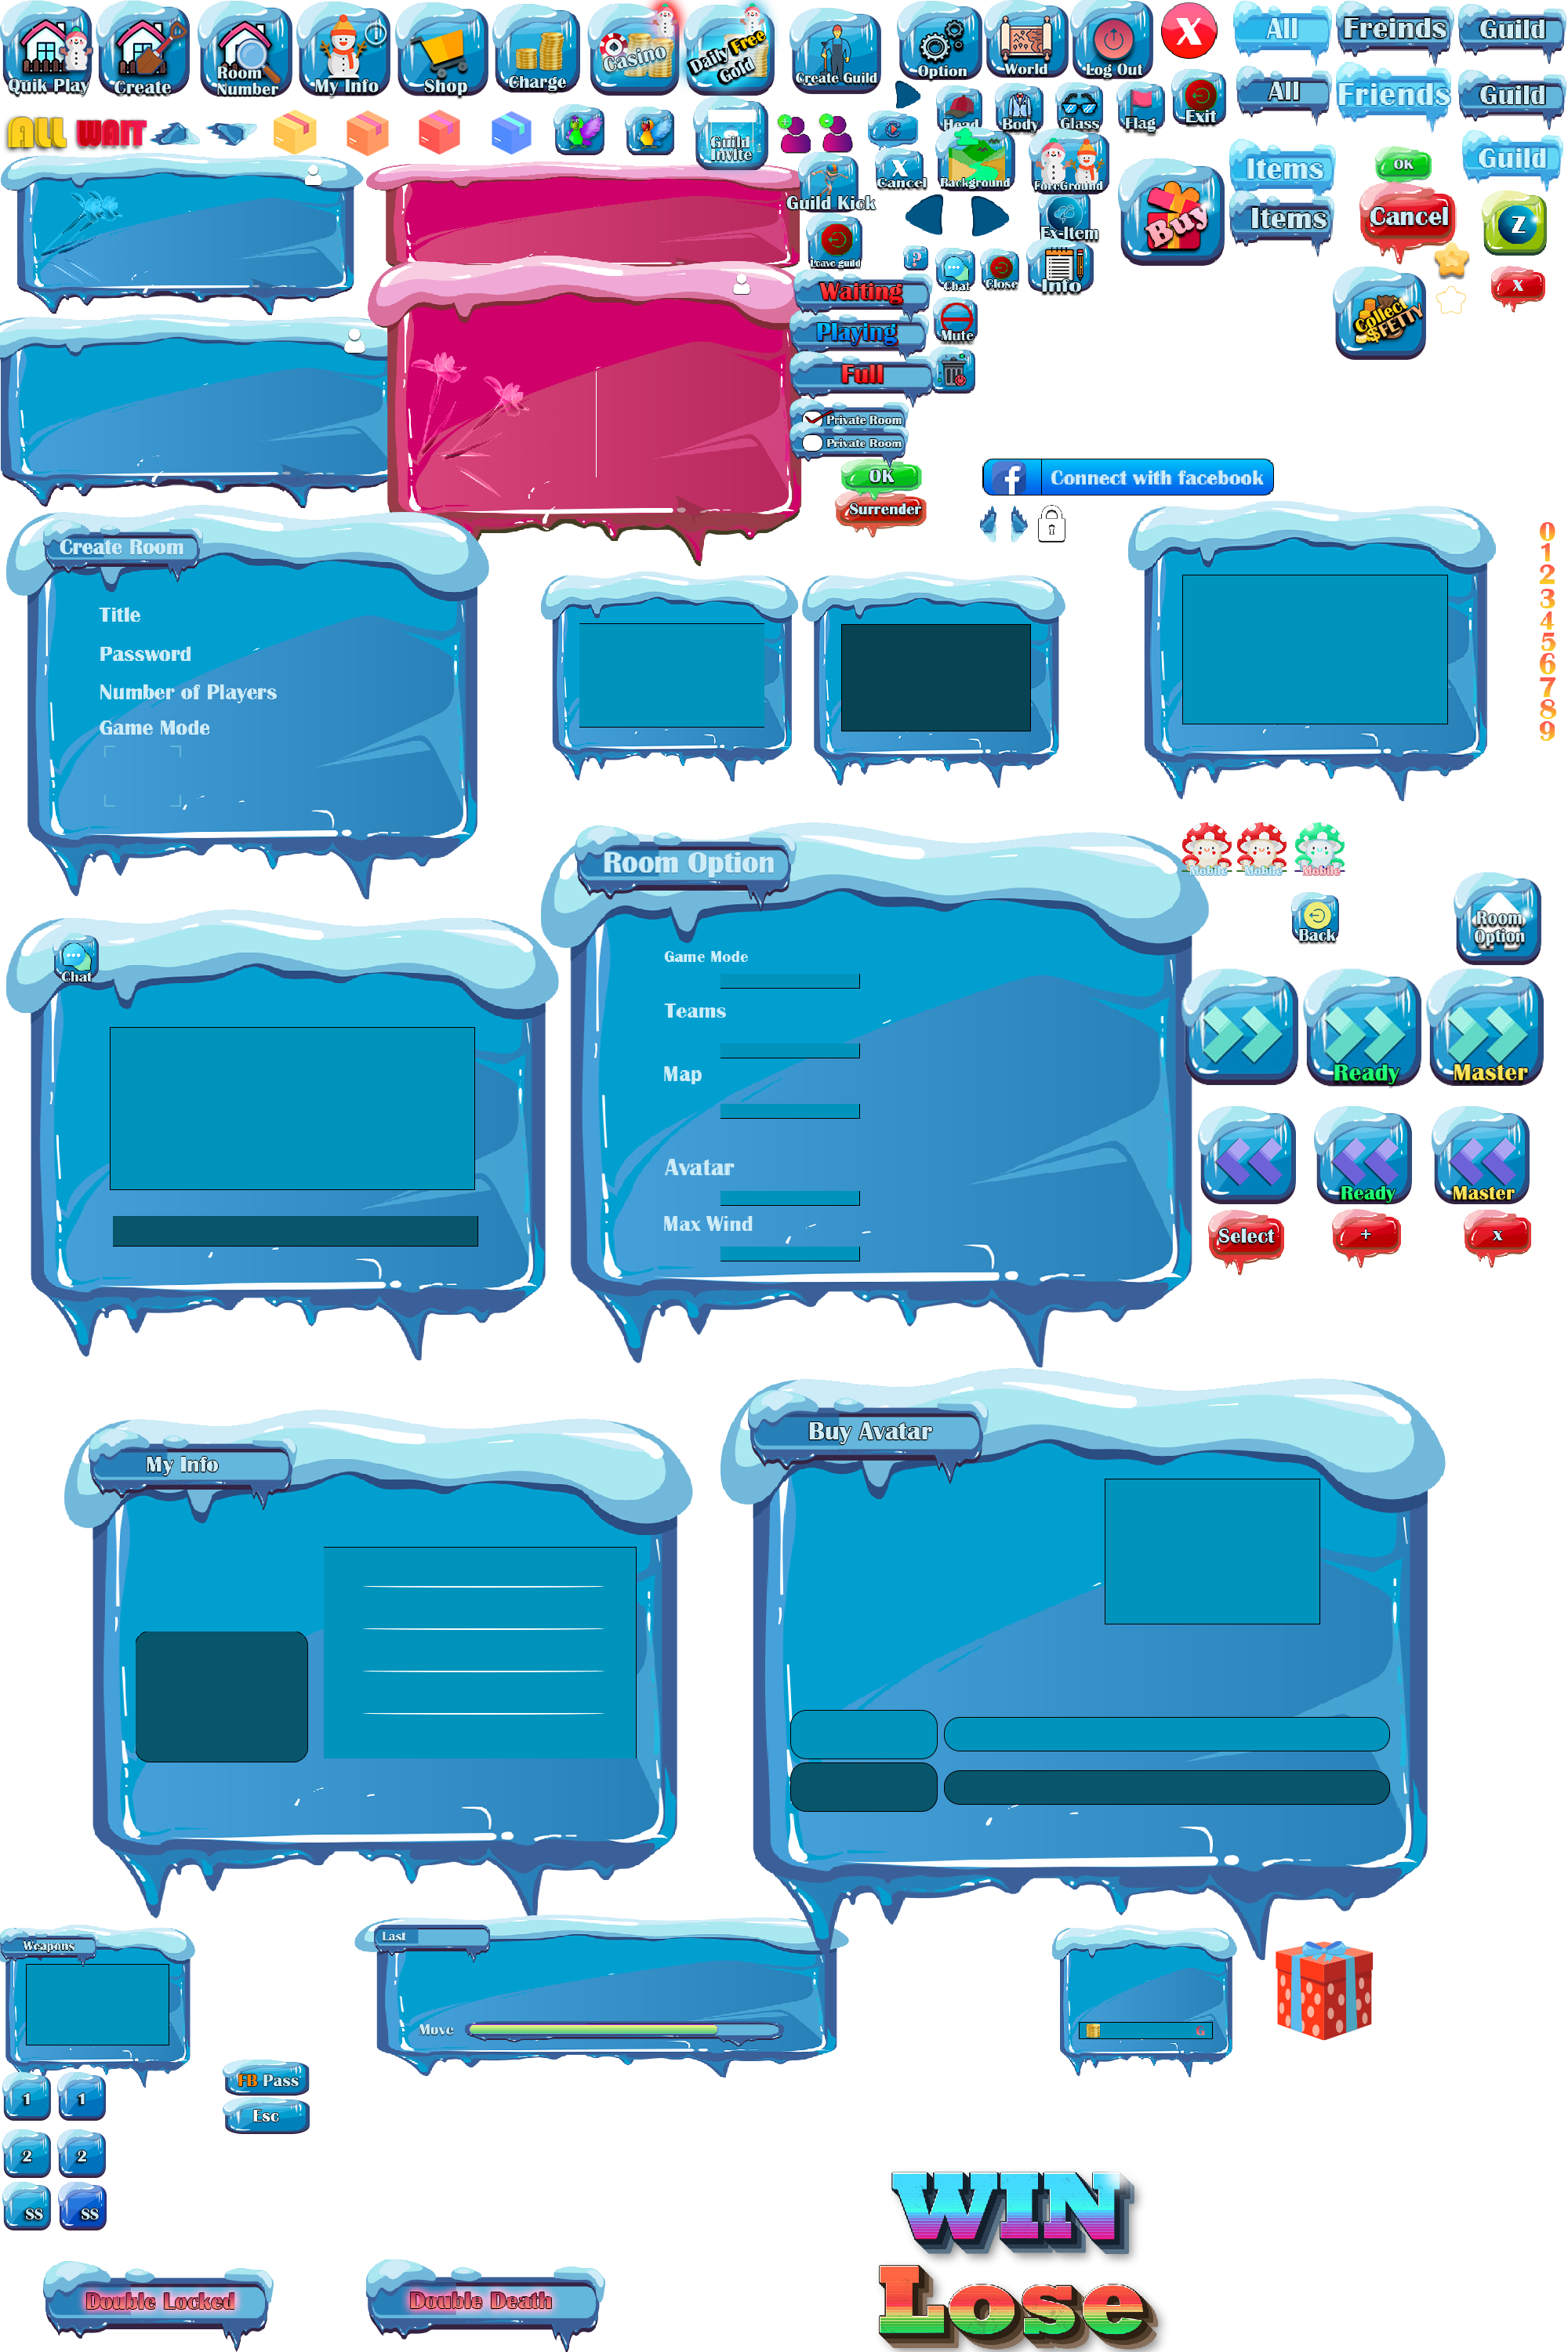 Quik Play
Create
Room
Number
My Info
Shop
Charge
Casino
Daily Free
Gold
Create Guild
Option
World
Log Out
X
All
Freinds
Guild
All
Friends
Guild
ALL
WAIT
Guild
Invite
Head
Body
Glass
Flag
Exit
Guild Kick
X
Cancel
Background
ForeGround
Ex-Item
Buy
Items
Items
OK
Guild
Cancel
Z
Leave guild
?
Chat
Close
Info
X
Collect
$FETTY
Waiting
Playing
Full
Mute
Private Room
Private Room
OK
Surrender
f
Connect with facebook
Create Room
Title
Password
Number of Players
Game Mode
0
1
2
3
4
5
6
7
8
9
Room Option
Game Mode
Teams
Map
Avatar
Max Wind
Mobile
Mobile
Mobile
Back
Room
Option
Chat
Ready
Master
Ready
Master
Select
+
x
My Info
Buy Avatar
Weapons
Last
Move
G
1
1
2
2
SS
SS
FB Pass
Esc
WIN
Lose
Double Locked
Double Death